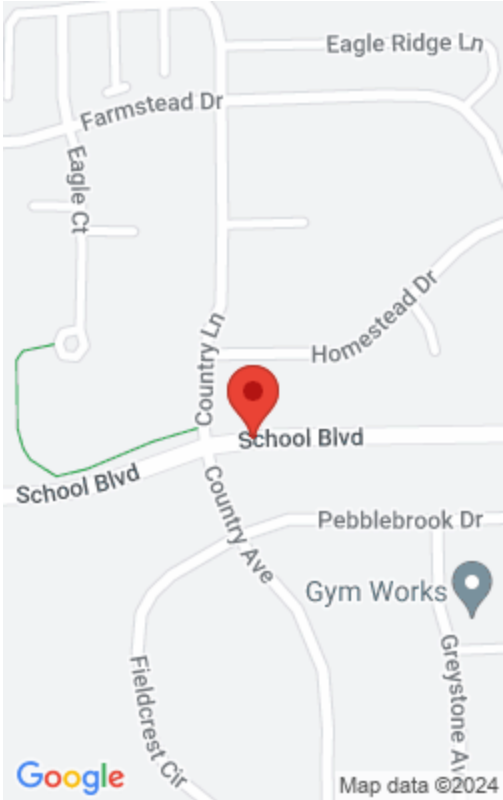 Eagle Ridge Ln
Farmstead Dr
Eagle Ct
Homestead Dr
Country Ln
School Blvd
School Blvd
Country Ave
Pebblebrook Dr
Gym Works
Greystone Av
Fieldcrest Cir
Google
Map data ©2024